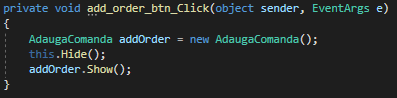 private void add_order_btn_Click(object sender, EventArgs e)
{
    AdaugaComanda addOrder = new AdaugaComanda();
    this.Hide();
    addOrder.Show();
}